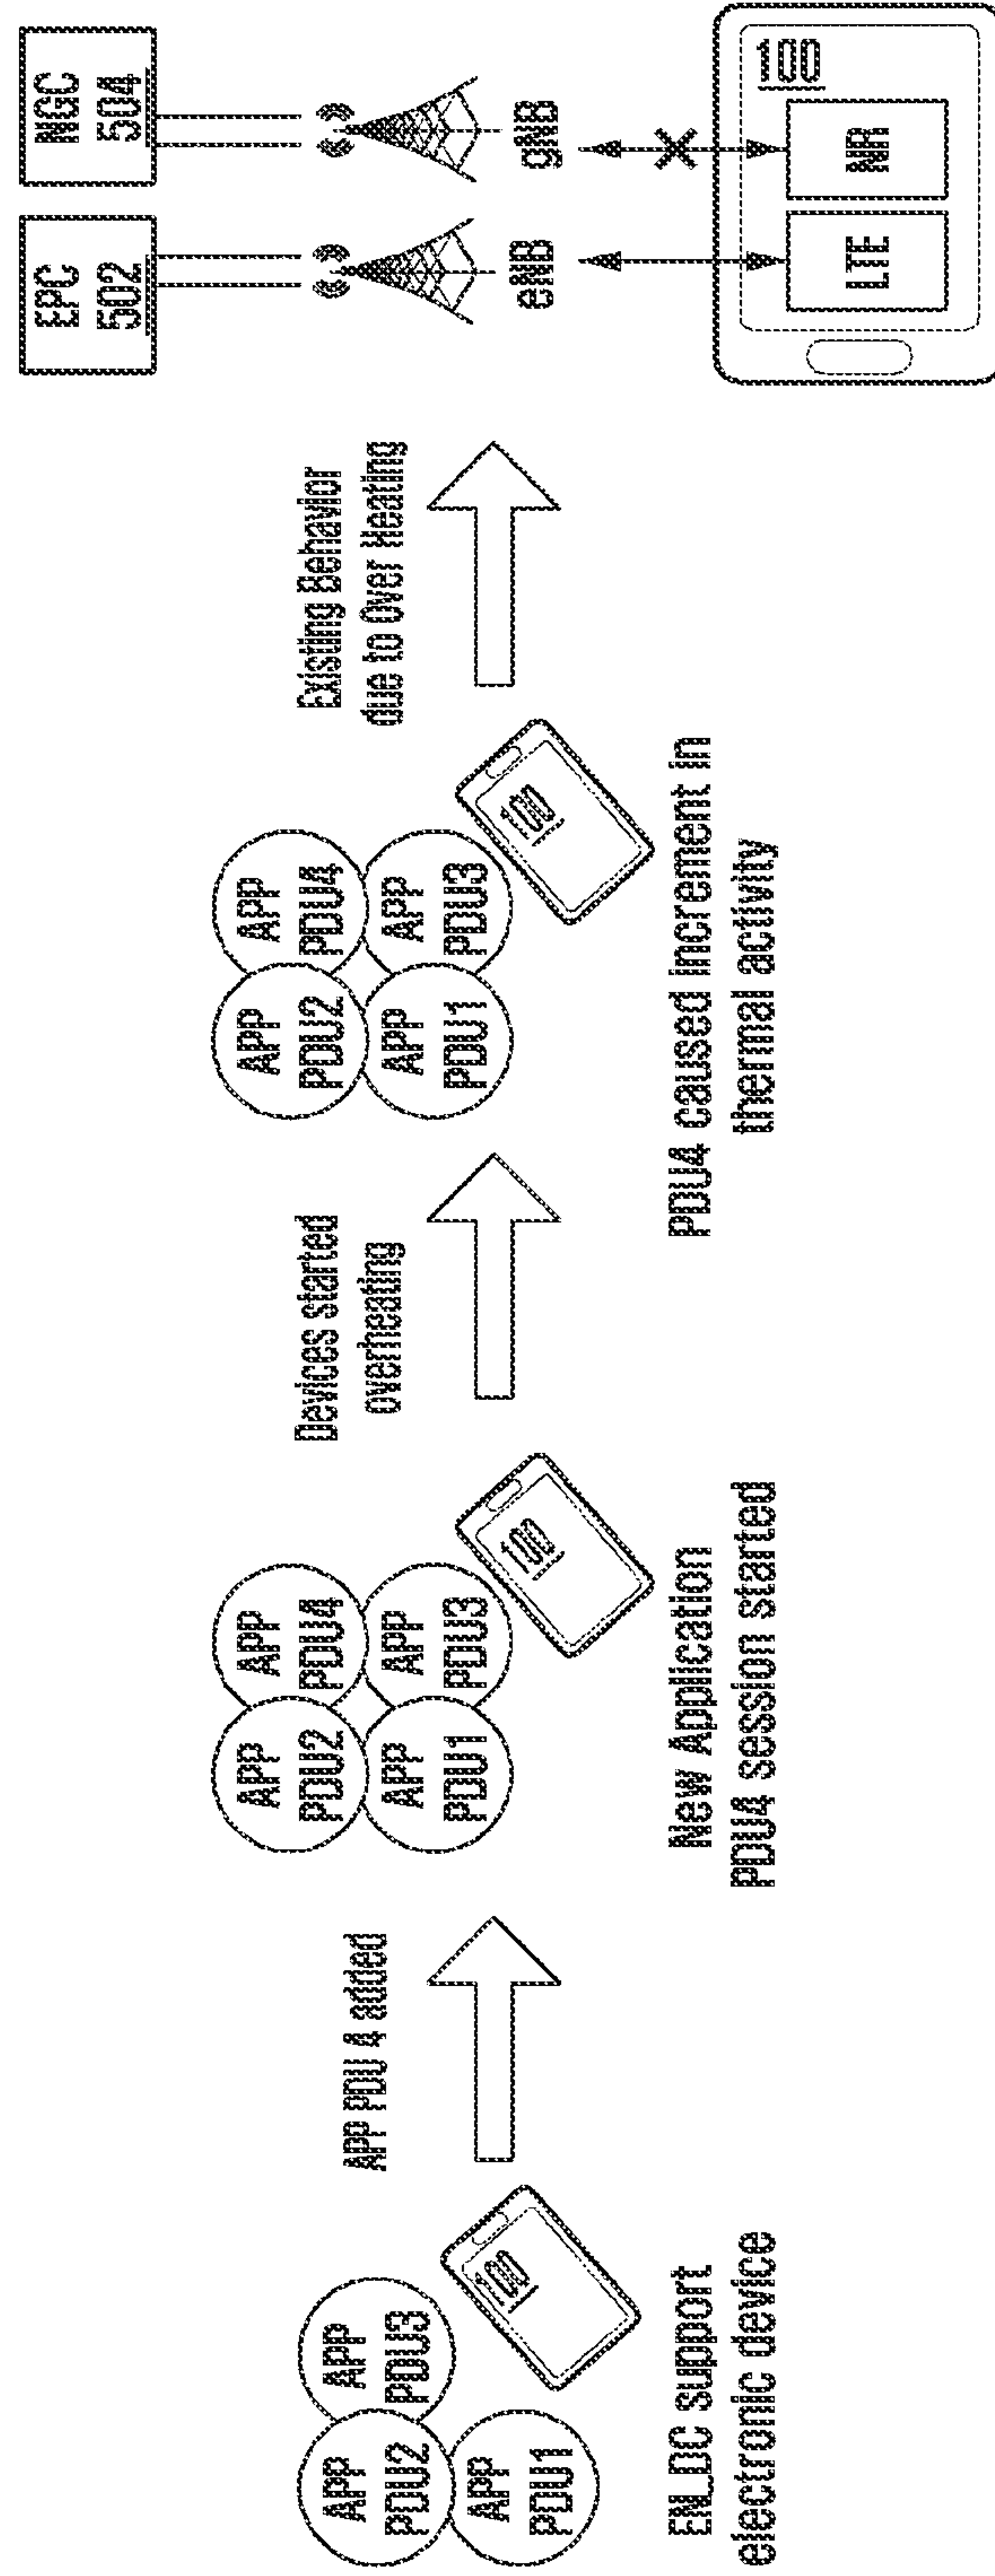 APP
PDU2
APP
PDU3
APP
PDU1
100
EN_DC support
electronic device
APP PDU 4 added
APP
PDU2
APP
PDU4
APP
PDU1
APP
PDU3
100
New Application
PDU4 session started
Devices started
overheating
APP
PDU2
APP
PDU4
APP
PDU1
APP
PDU3
100
PDU4 caused increment in
thermal activity
Existing Behavior
due to Over Heating
EPC
502
NGC
504
eNB
gNB
100
LTE
NR